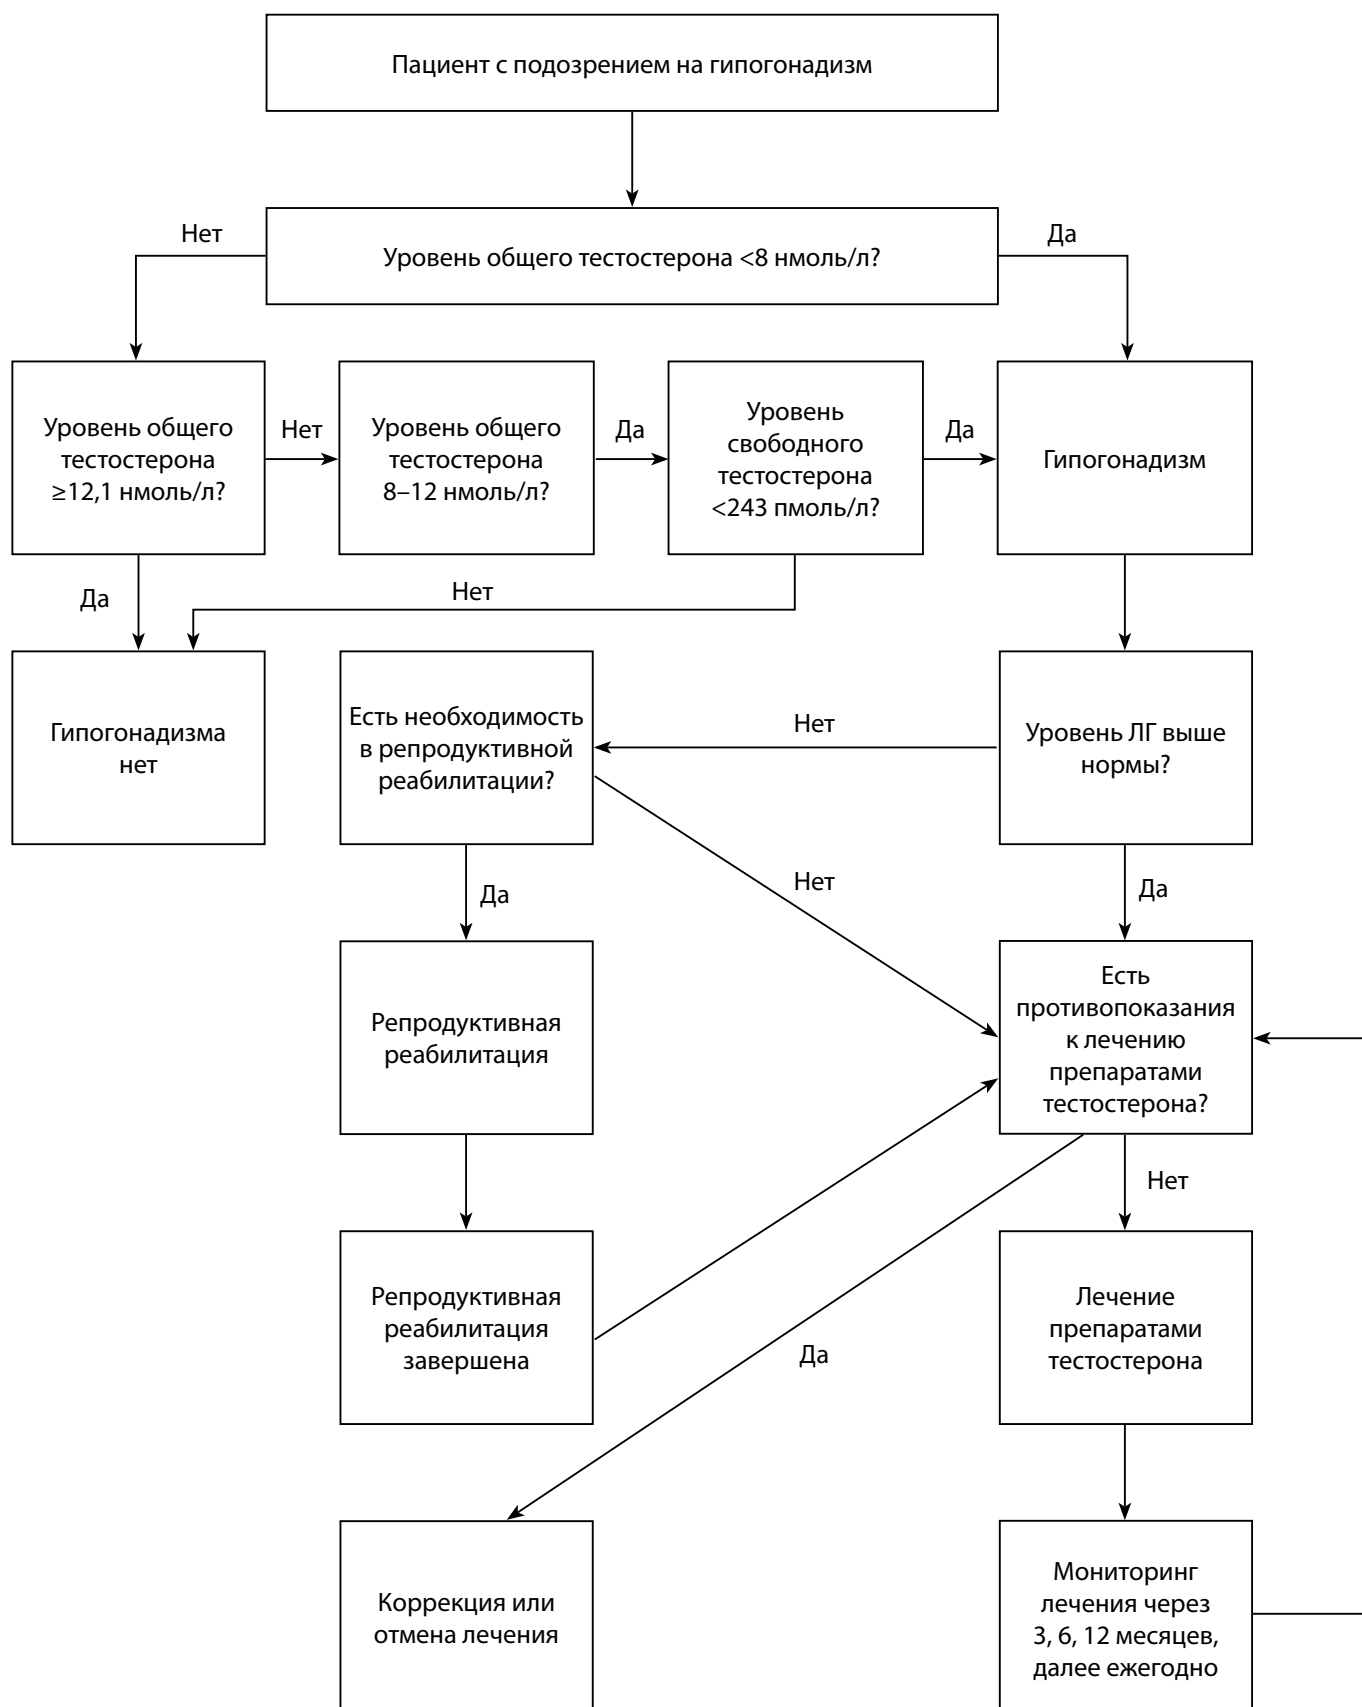 Пациент с подозрением на гипогонадизм
Нет
Уровень общего тестостерона <8 нмоль/л?
Да
Уровень общего
тестостерона
≥12,1 нмоль/л?
Нет
Уровень общего
тестостерона
8–12 нмоль/л?
Да
Уровень
свободного
тестостерона
<243 пмоль/л?
Да
Гипогонадизм
Да
Нет
Гипогонадизма
нет
Есть необходимость
в репродуктивной
реабилитации?
Нет
Уровень ЛГ выше
нормы?
Да
Нет
Да
Репродуктивная
реабилитация
Есть
противопоказания
к лечению
препаратами
тестостерона?
Нет
Репродуктивная
реабилитация
завершена
Да
Лечение
препаратами
тестостерона
Коррекция или
отмена лечения
Мониторинг
лечения через
3, 6, 12 месяцев,
далее ежегодно